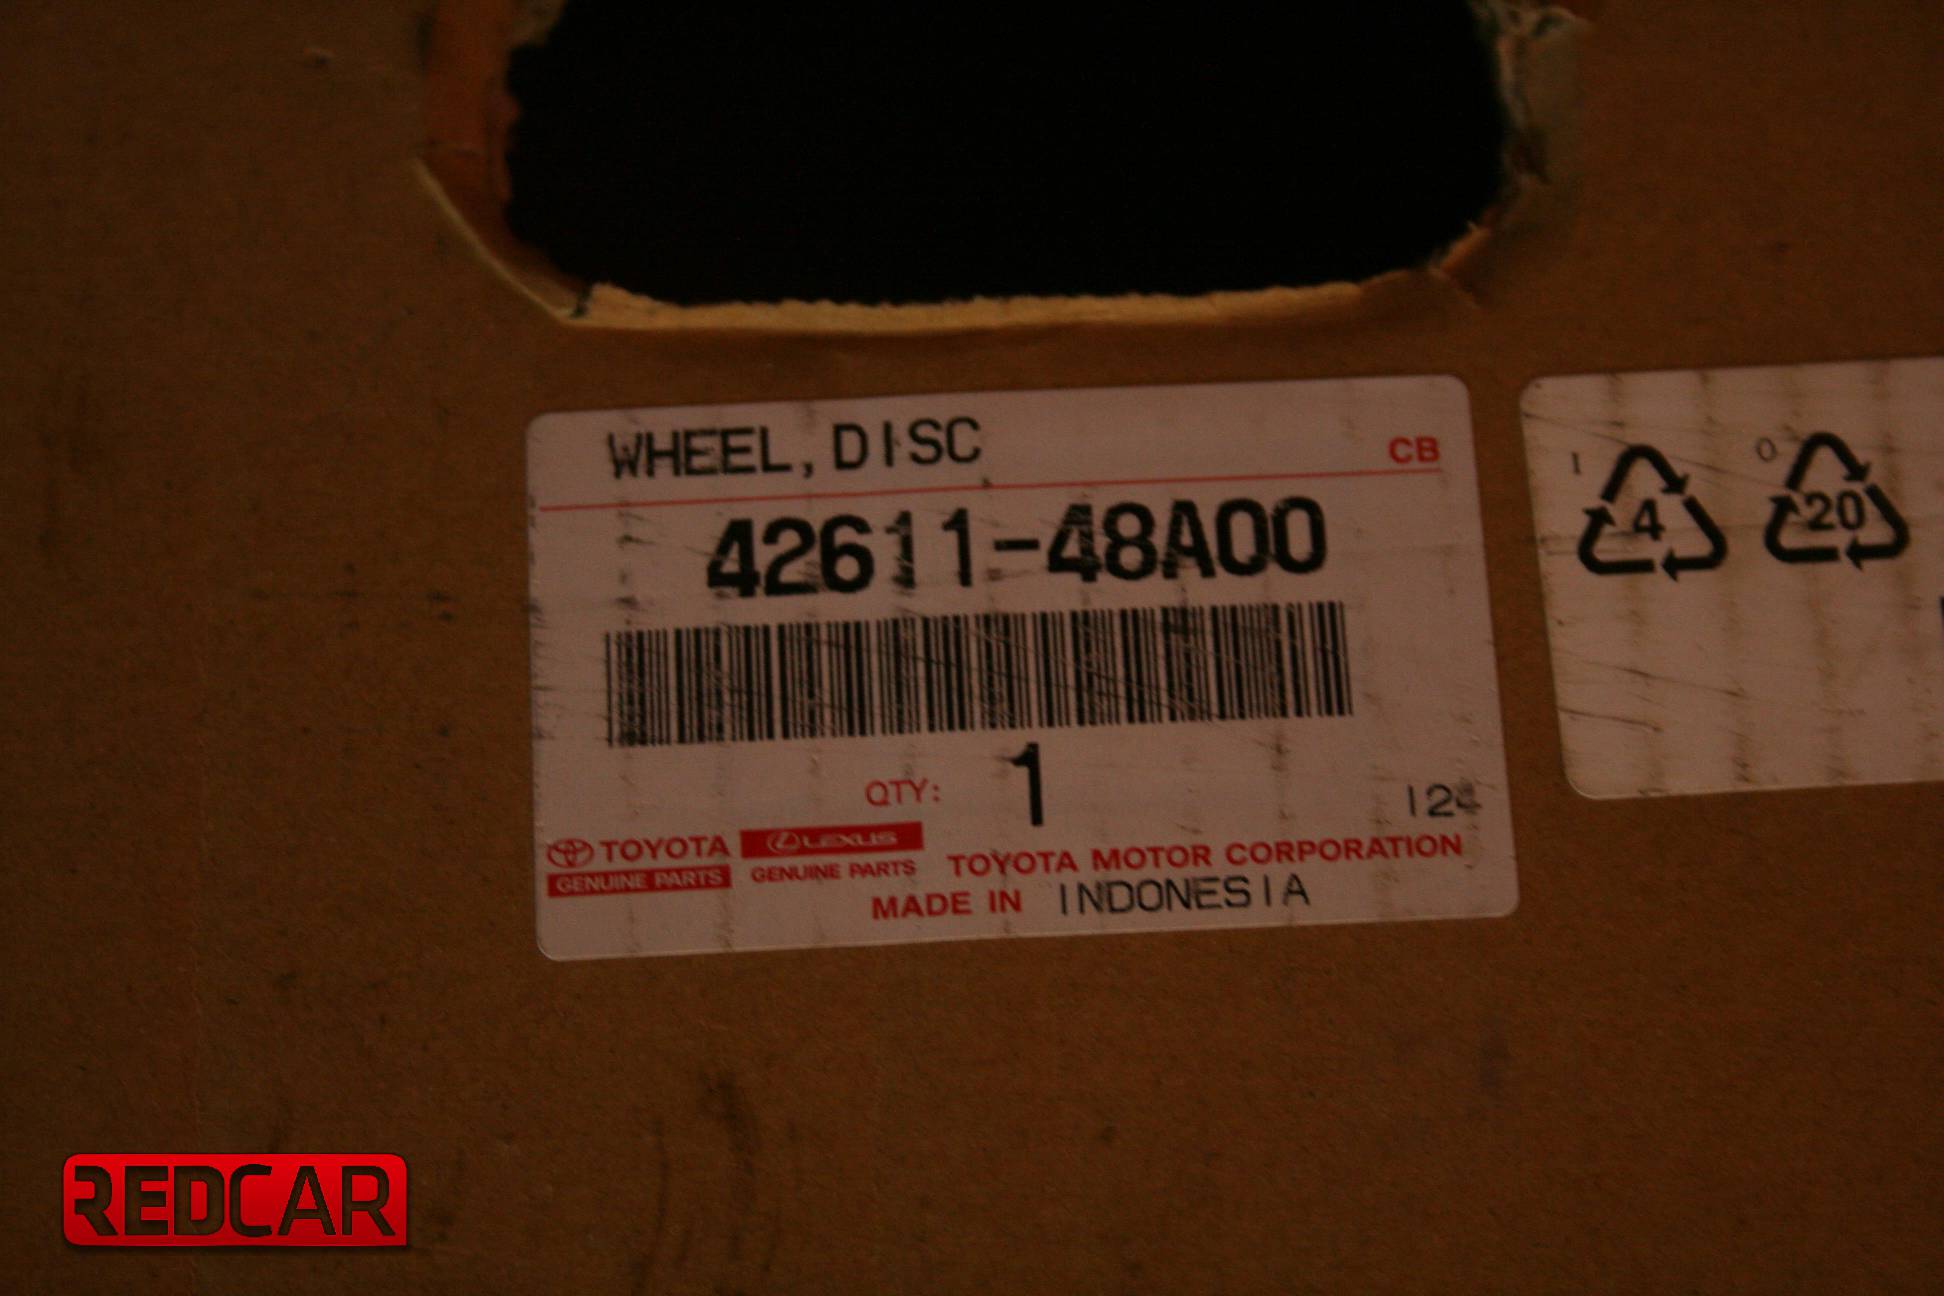 WHEEL, DISC
CB
42611-48A00
QTY: 1
124
TOYOTA
GENUINE PARTS
LEXUS
GENUINE PARTS
TOYOTA MOTOR CORPORATION
MADE IN INDONESIA
1 4
0 20
REDCAR